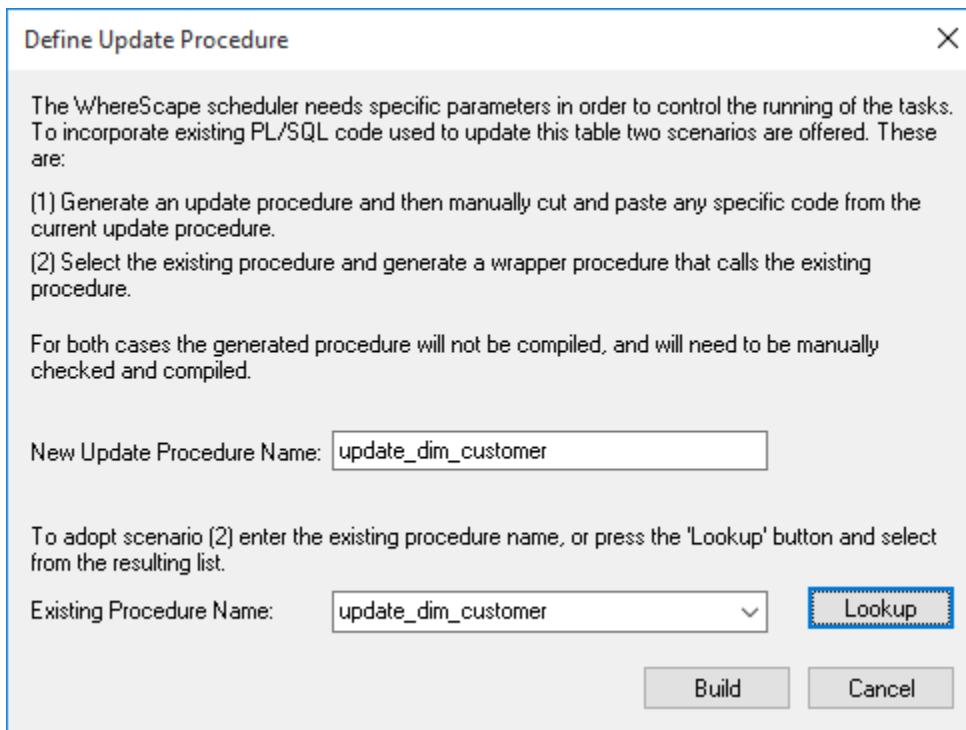 Define Update Procedure
The WhereScape scheduler needs specific parameters in order to control the running of the tasks.
To incorporate existing PL/SQL code used to update this table two scenarios are offered. These
are:
(1) Generate an update procedure and then manually cut and paste any specific code from the
current update procedure.
(2) Select the existing procedure and generate a wrapper procedure that calls the existing
procedure.
For both cases the generated procedure will not be compiled, and will need to be manually
checked and compiled.
New Update Procedure Name: update_dim_customer
To adopt scenario (2) enter the existing procedure name, or press the 'Lookup' button and select
from the resulting list.
Existing Procedure Name: update_dim_customer Lookup
Build Cancel